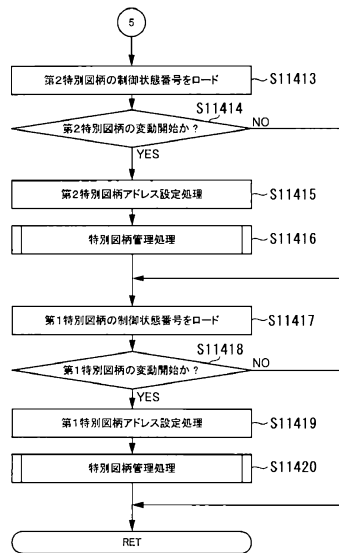 5
第2特別図柄の制御状態番号をロード
S11413
S11414
第2特別図柄の変動開始か?
NO
YES
第2特別図柄アドレス設定処理
S11415
特別図柄管理処理
S11416
第1特別図柄の制御状態番号をロード
S11417
S11418
第1特別図柄の変動開始か?
NO
YES
第1特別図柄アドレス設定処理
S11419
特別図柄管理処理
S11420
RET